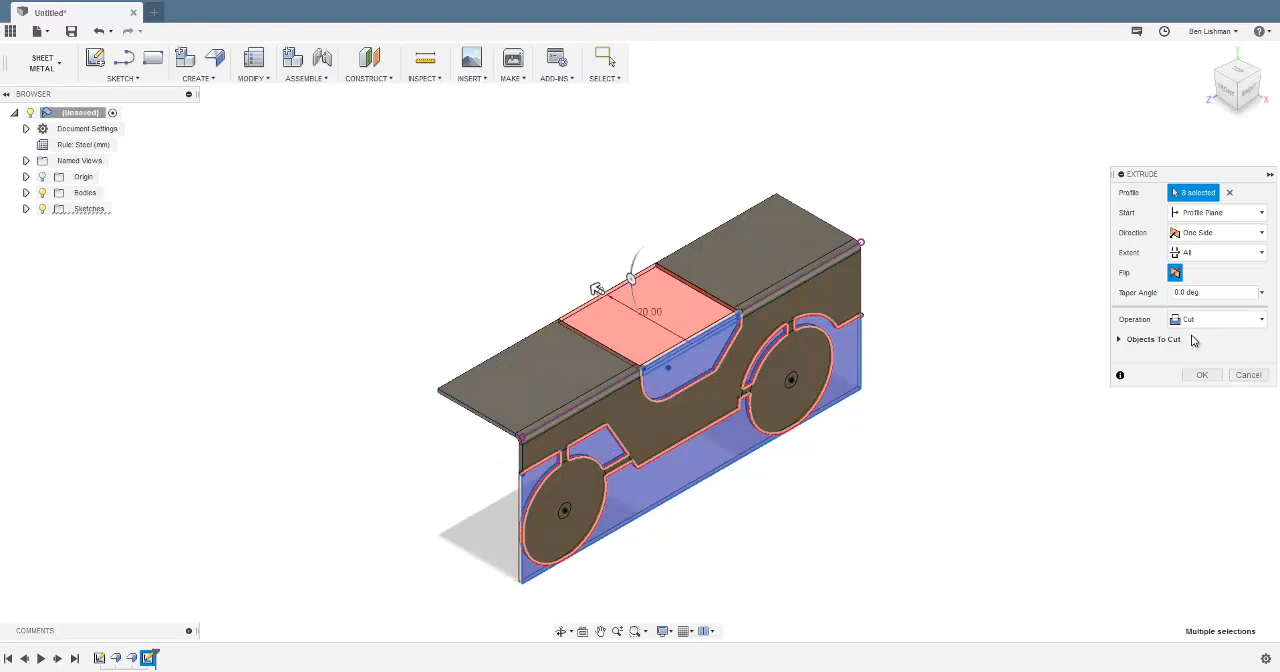 Untitled*
Ben Lishman
SHEET METAL
SKETCH
CREATE
MODIFY
ASSEMBLE
CONSTRUCT
INSPECT
INSERT
MAKE
ADD-INS
SELECT
BROWSER
(Unsaved)
Document Settings
Rule: Steel (mm)
Named Views
Origin
Bodies
Sketches
20.00
TOP
FRONT
RIGHT
Y
Z
X
EXTRUDE
Profile 8 selected
Start Profile Plane
Direction One Side
Extent All
Flip
Taper Angle 0.0 deg
Operation Cut
Objects To Cut
OK Cancel
COMMENTS
Multiple selections